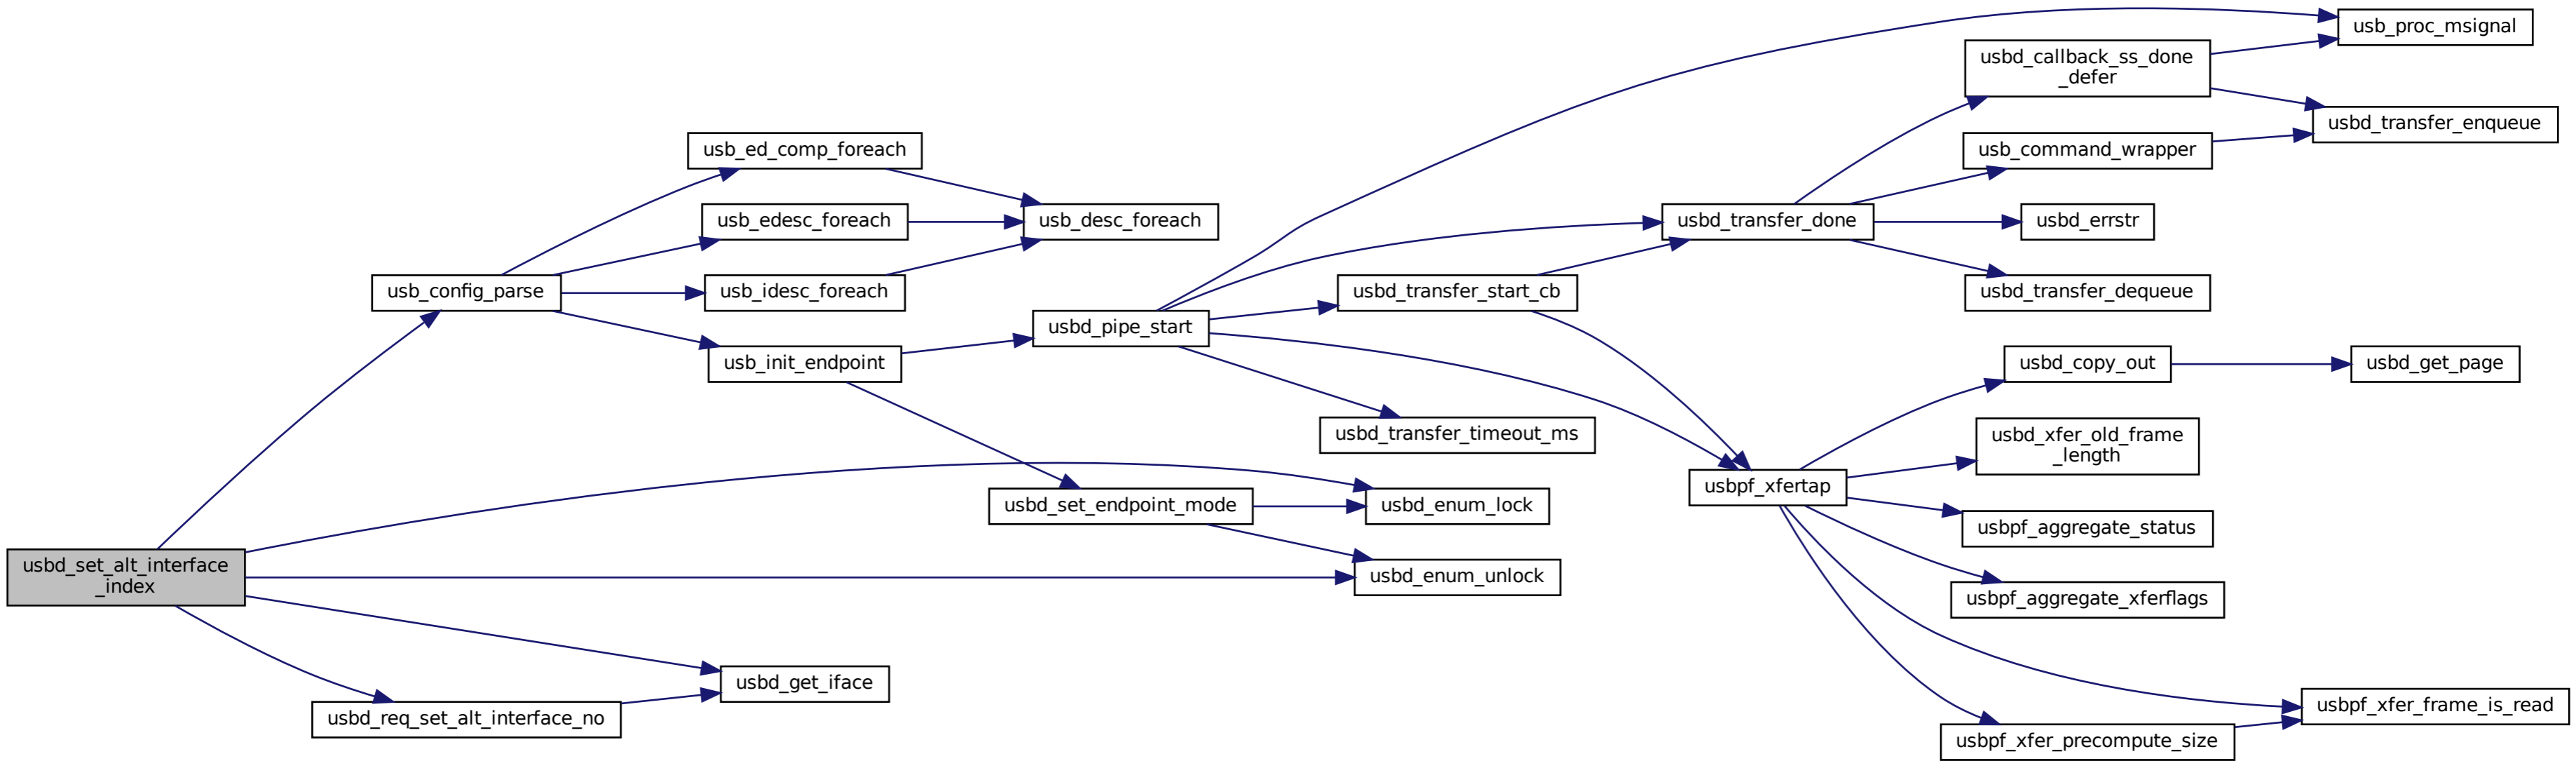 usbd_set_alt_interface
_index
usb_config_parse
usb_ed_comp_foreach
usb_edesc_foreach
usb_idesc_foreach
usb_init_endpoint
usb_desc_foreach
usbd_pipe_start
usbd_set_endpoint_mode
usbd_transfer_start_cb
usbd_transfer_timeout_ms
usbd_enum_lock
usbd_enum_unlock
usbd_get_iface
usbd_req_set_alt_interface_no
usbd_transfer_done
usbpf_xfertap
usbd_callback_ss_done
_defer
usb_command_wrapper
usbd_errstr
usbd_transfer_dequeue
usbd_copy_out
usbd_xfer_old_frame
_length
usbpf_aggregate_status
usbpf_aggregate_xferflags
usbpf_xfer_precompute_size
usb_proc_msignal
usbd_transfer_enqueue
usbd_get_page
usbpf_xfer_frame_is_read